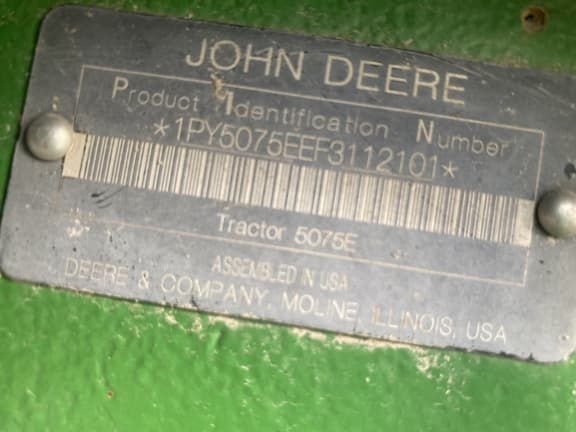 JOHN DEERE
Product Identification Number
*1PY5075EEF3112101*
Tractor 5075E
ASSEMBLED IN USA
DEERE & COMPANY, MOLINE, ILLINOIS, USA